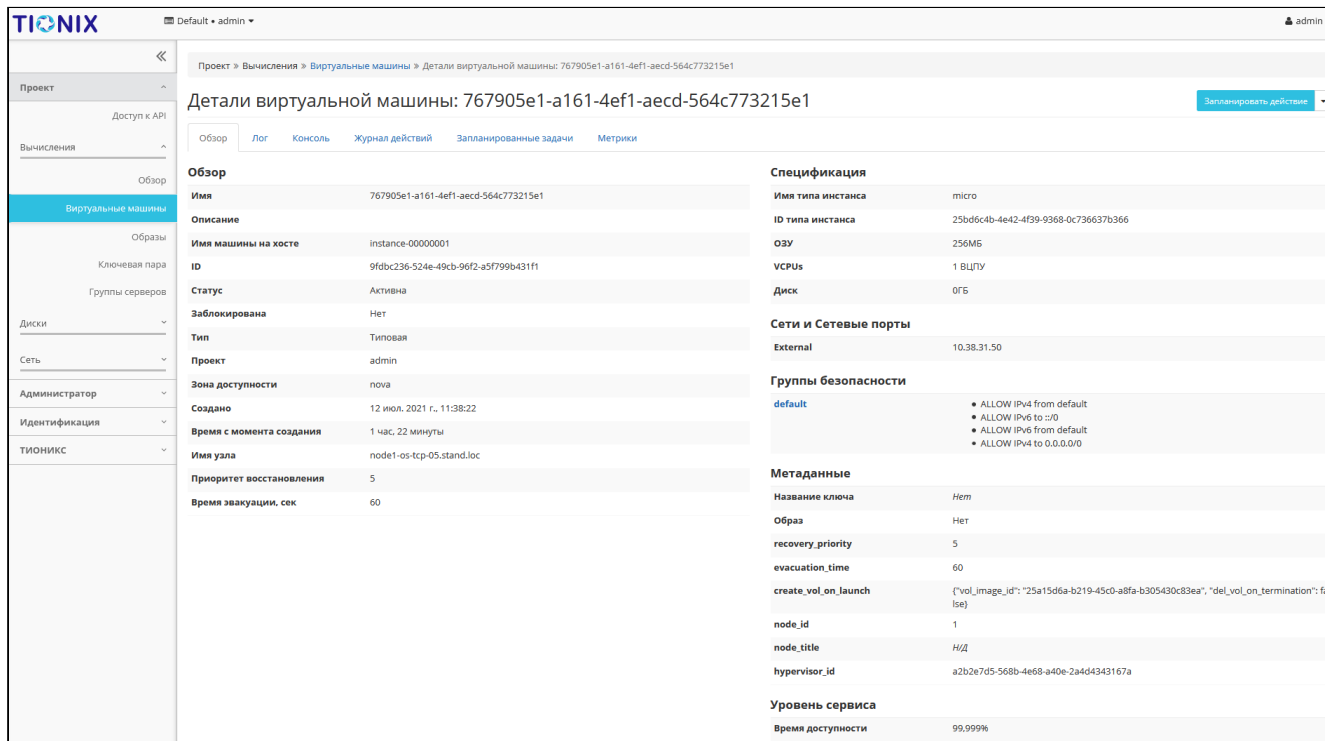 TIONIX
Default • admin
admin
Проект » Вычисления » Виртуальные машины » Детали виртуальной машины: 767905e1-a161-4ef1-aecd-564c773215e1
Проект
Доступ к API
Вычисления
Обзор
Виртуальные машины
Образы
Ключевая пара
Группы серверов
Диски
Сеть
Администратор
Идентификация
ТИОНИКС
Детали виртуальной машины: 767905e1-a161-4ef1-aecd-564c773215e1
Запланировать действие
Обзор Лог Консоль Журнал действий Запланированные задачи Метрики
Обзор
Имя 767905e1-a161-4ef1-aecd-564c773215e1
Описание
Имя машины на хосте instance-00000001
ID 9fdbc236-524e-49cb-96f2-a5f799b431f1
Статус Активна
Заблокирована Нет
Тип Типовая
Проект admin
Зона доступности nova
Создано 12 июл. 2021 г., 11:38:22
Время с момента создания 1 час, 22 минуты
Имя узла node1-os-tcp-05.stand.loc
Приоритет восстановления 5
Время эвакуации, сек 60
Спецификация
Имя типа инстанса micro
ID типа инстанса 25bd6c4b-4e42-4f39-9368-0c736637b366
ОЗУ 256МБ
VCPUs 1 ВЦПУ
Диск 0ГБ
Сети и Сетевые порты
External 10.38.31.50
Группы безопасности
default
• ALLOW IPv4 from default
• ALLOW IPv6 to ::/0
• ALLOW IPv6 from default
• ALLOW IPv4 to 0.0.0.0/0
Метаданные
Название ключа Нет
Образ Нет
recovery_priority 5
evacuation_time 60
create_vol_on_launch {"vol_image_id": "25a15d6a-b219-45c0-a8fa-b305430c83ea", "del_vol_on_termination": fa
lse}
node_id 1
node_title Н/Д
hypervisor_id a2b2e7d5-568b-4e68-a40e-2a4d4343167a
Уровень сервиса
Время доступности 99,999%